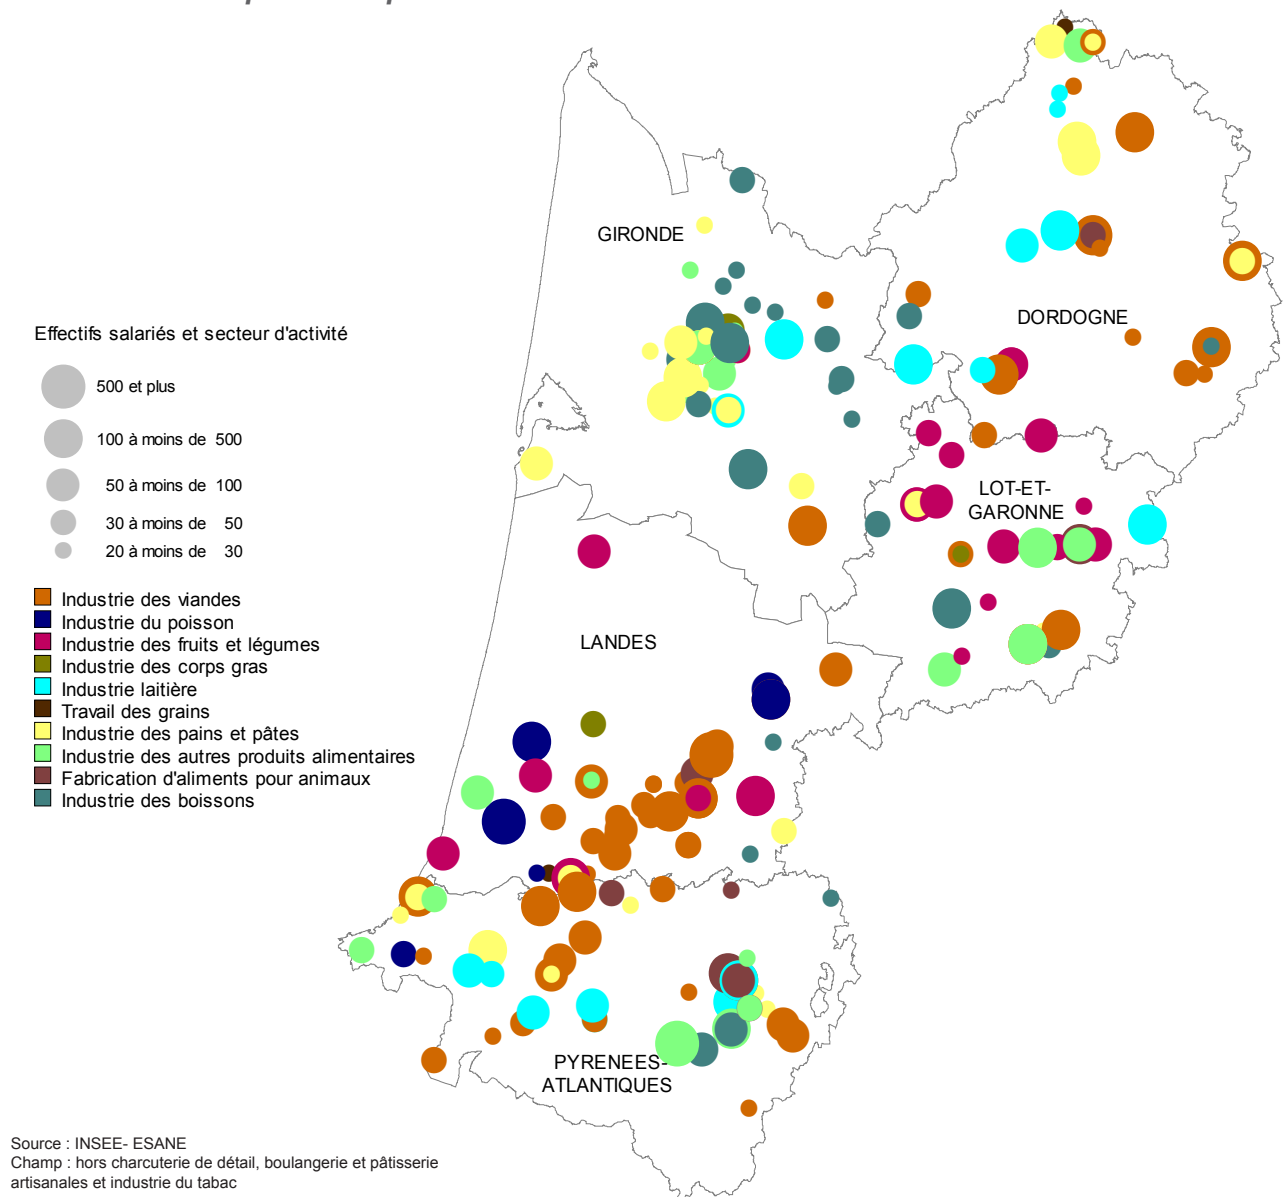 GIRONDE
DORDOGNE
Effectifs salariés et secteur d'activité
500 et plus
100 à moins de 500
50 à moins de 100
30 à moins de 50
20 à moins de 30
LOT-ET-
GARONNE
LANDES
Industrie des viandes
Industrie du poisson
Industrie des fruits et légumes
Industrie des corps gras
Industrie laitière
Travail des grains
Industrie des pains et pâtes
Industrie des autres produits alimentaires
Fabrication d'aliments pour animaux
Industrie des boissons
PYRENEES-
ATLANTIQUES
Source : INSEE- ESANE
Champ : hors charcuterie de détail, boulangerie et pâtisserie
artisanales et industrie du tabac